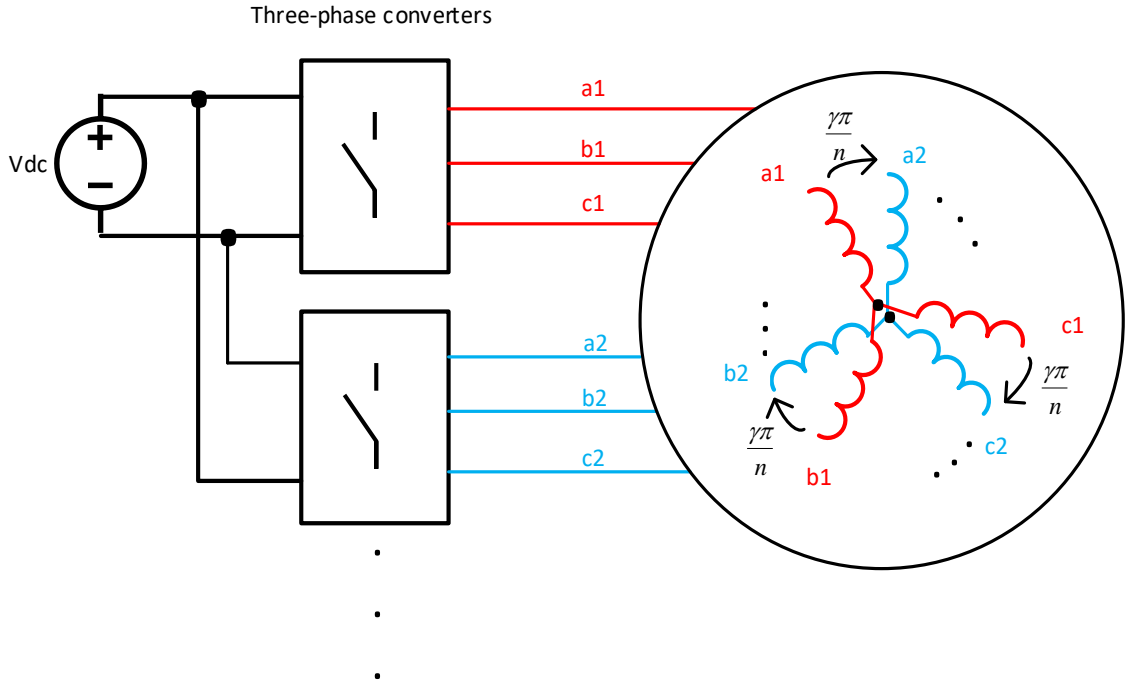 Three-phase converters
Vdc
+
−
a1
b1
c1
a2
b2
c2
a1
γπ
n
a2
c1
γπ
n
b2
γπ
n
b1
c2